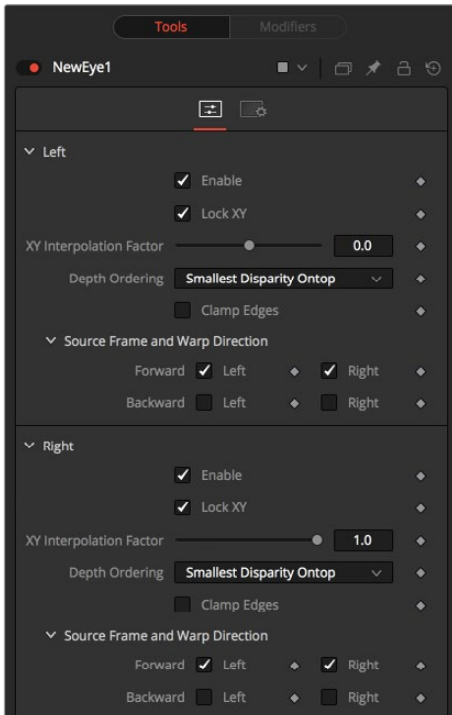 Tools Modifiers
NewEye1
Left
Enable
Lock XY
XY Interpolation Factor 0.0
Depth Ordering Smallest Disparity Ontop
Clamp Edges
Source Frame and Warp Direction
Forward Left Right
Backward Left Right
Right
Enable
Lock XY
XY Interpolation Factor 1.0
Depth Ordering Smallest Disparity Ontop
Clamp Edges
Source Frame and Warp Direction
Forward Left Right
Backward Left Right